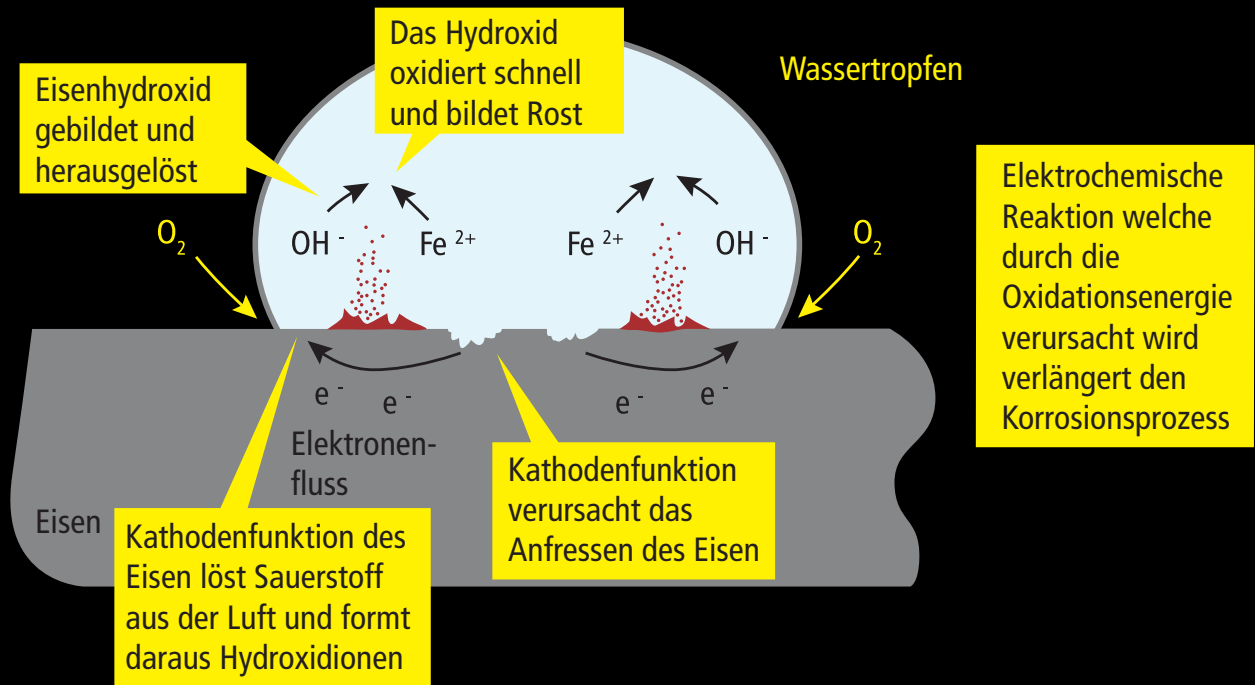 Das Hydroxid
oxidiert schnell
und bildet Rost
Wassertropfen
Eisenhydroxid
gebildet und
herausgelöst
Elektrochemische
Reaktion welche
durch die
Oxidationsenergie
verursacht wird
verlängert den
Korrosionsprozess
O₂
OH -
Fe 2+
Fe 2+
OH -
O₂
e -
e -
e -
e -
Elektronen-
fluss
Eisen
Kathodenfunktion
verursacht das
Anfressen des Eisen
Kathodenfunktion des
Eisen löst Sauerstoff
aus der Luft und formt
daraus Hydroxidionen